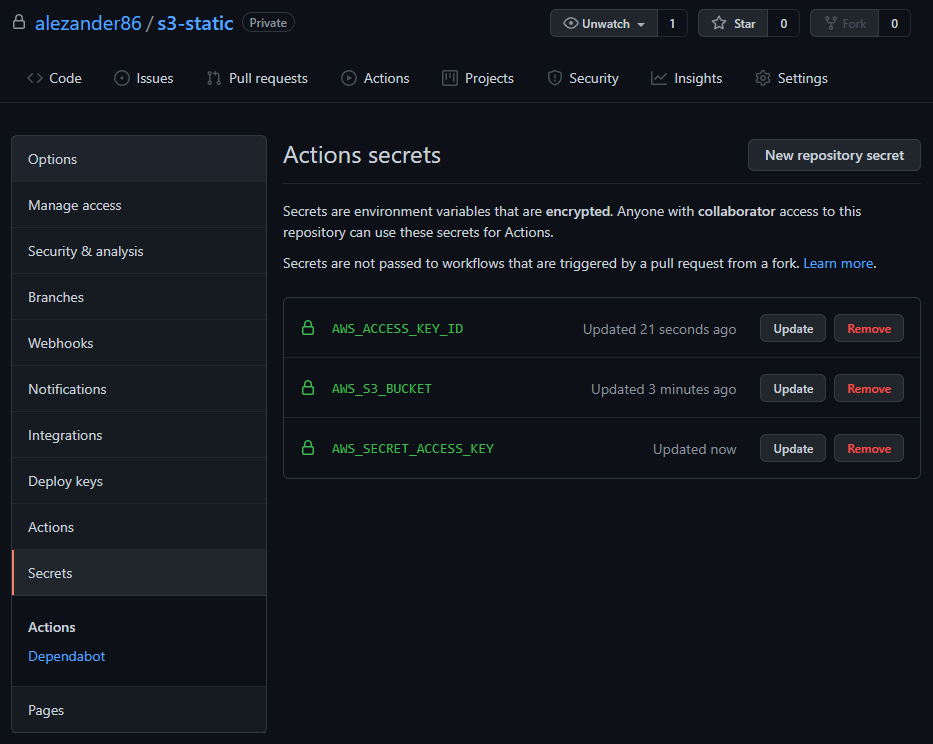 alezander86 / s3-static Private
Unwatch 1 Star 0 Fork 0
Code Issues Pull requests Actions Projects Security Insights Settings
Options
Manage access
Security & analysis
Branches
Webhooks
Notifications
Integrations
Deploy keys
Actions
Secrets
Actions
Dependabot
Pages
Actions secrets
New repository secret
Secrets are environment variables that are encrypted. Anyone with collaborator access to this
repository can use these secrets for Actions.
Secrets are not passed to workflows that are triggered by a pull request from a fork. Learn more.
AWS_ACCESS_KEY_ID Updated 21 seconds ago Update Remove
AWS_S3_BUCKET Updated 3 minutes ago Update Remove
AWS_SECRET_ACCESS_KEY Updated now Update Remove